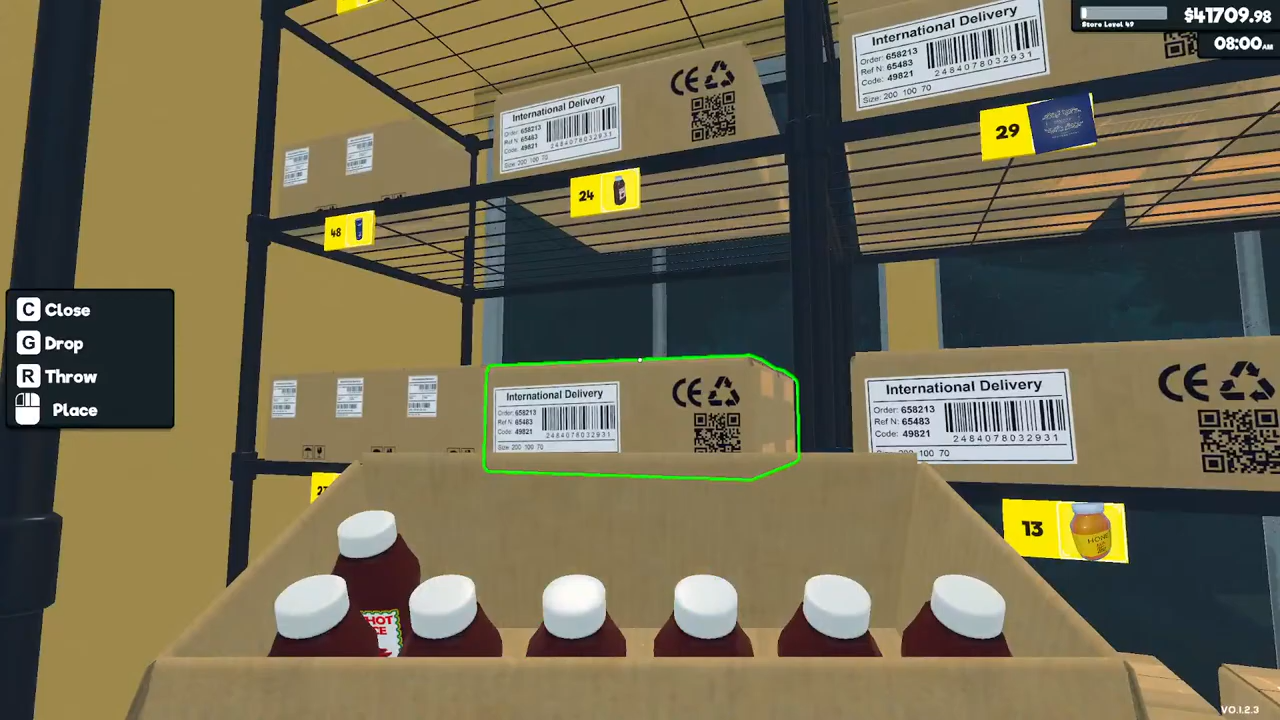 $41709.98
Store Level 49
08:00AM
International Delivery
Order: 658213
Ref N: 65483
Code: 49821
2484078032931
Size: 200 100 70
CE
29
International Delivery
Order: 658213
Ref N: 65483
Code: 49821
2484078032931
Size: 200 100 70
CE
24
48
C Close
G Drop
R Throw
Place
International Delivery
Order: 658213
Ref N: 65483
Code: 49821
2484078032931
Size: 200 100 70
CE
International Delivery
Order: 658213
Ref N: 65483
Code: 49821
2484078032931
Size: 200 100 70
13
HONEY
HOT
V0.1.2.3